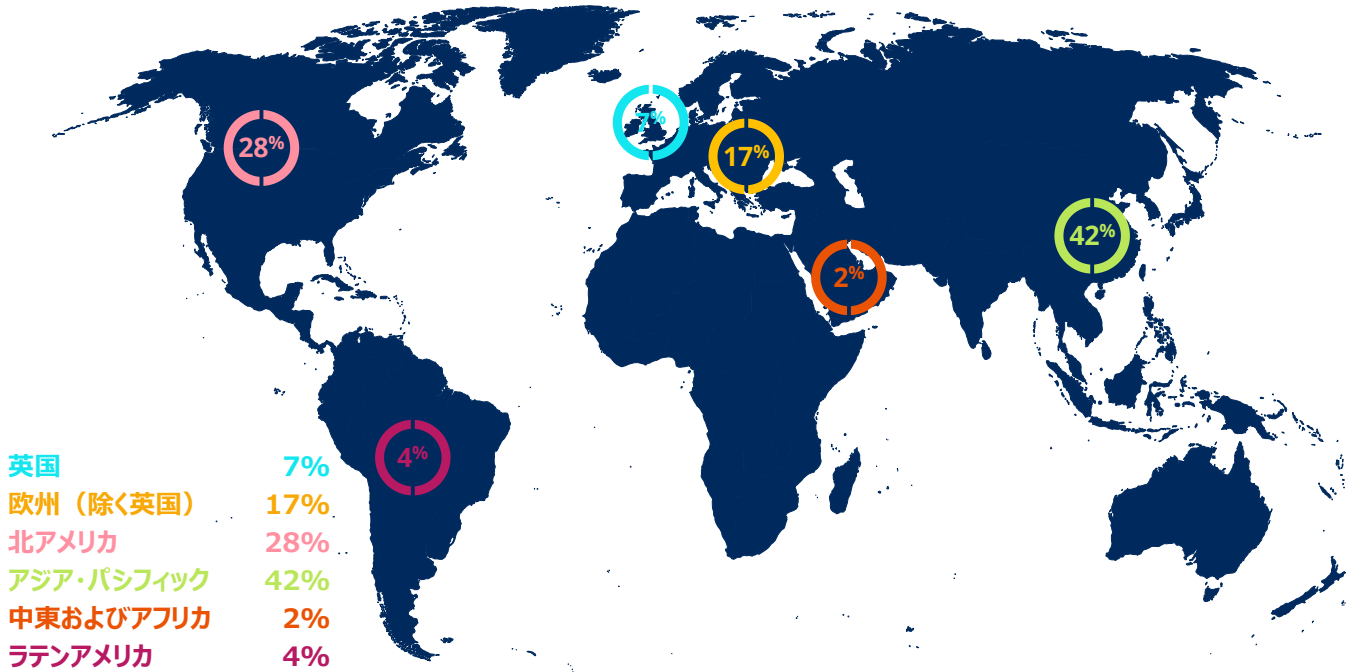 7%
28%
17%
42%
2%
4%
英国 7%
欧州（除く英国） 17%
北アメリカ 28%
アジア・パシフィック 42%
中東およびアフリカ 2%
ラテンアメリカ 4%